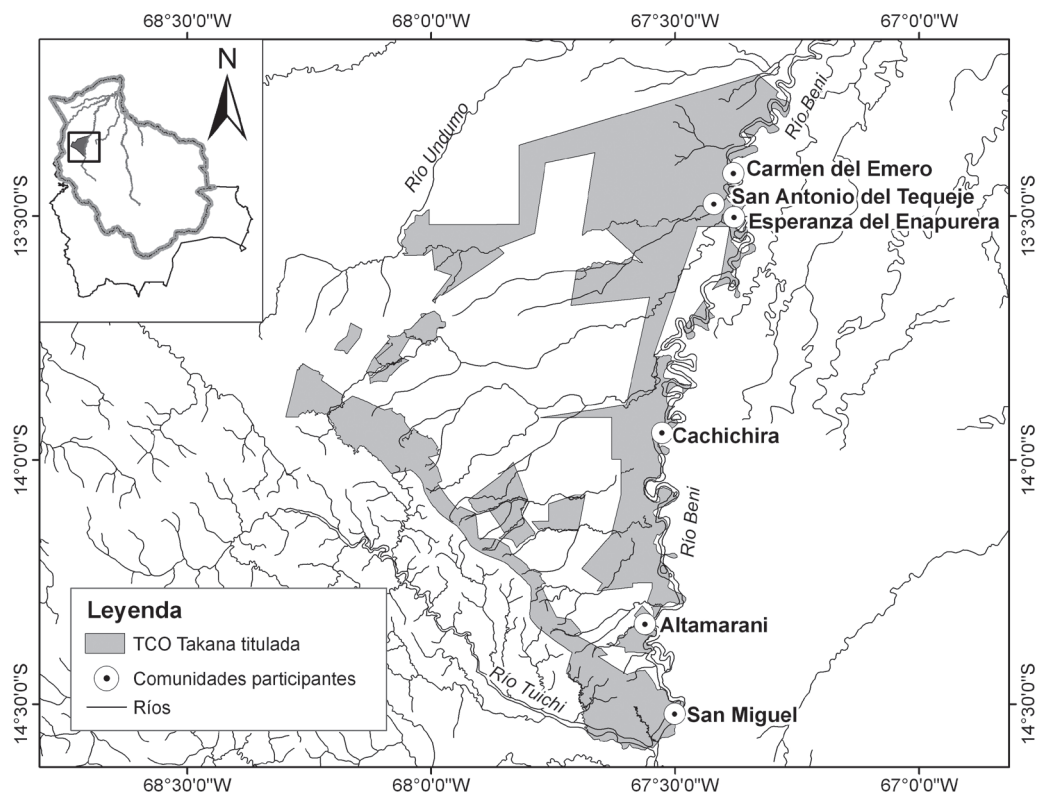 68°30'0"W 68°0'0"W 67°30'0"W 67°0'0"W
N
Río Undumo
Río Beni
Carmen del Emero
San Antonio del Tequeje
Esperanza del Enapurera
13°30'0"S 13°30'0"S
Cachichira
14°0'0"S 14°0'0"S
Río Beni
Leyenda
TCO Takana titulada
Comunidades participantes
Ríos
Altamarani
Río Tuichi
San Miguel
14°30'0"S 14°30'0"S
68°30'0"W 68°0'0"W 67°30'0"W 67°0'0"W